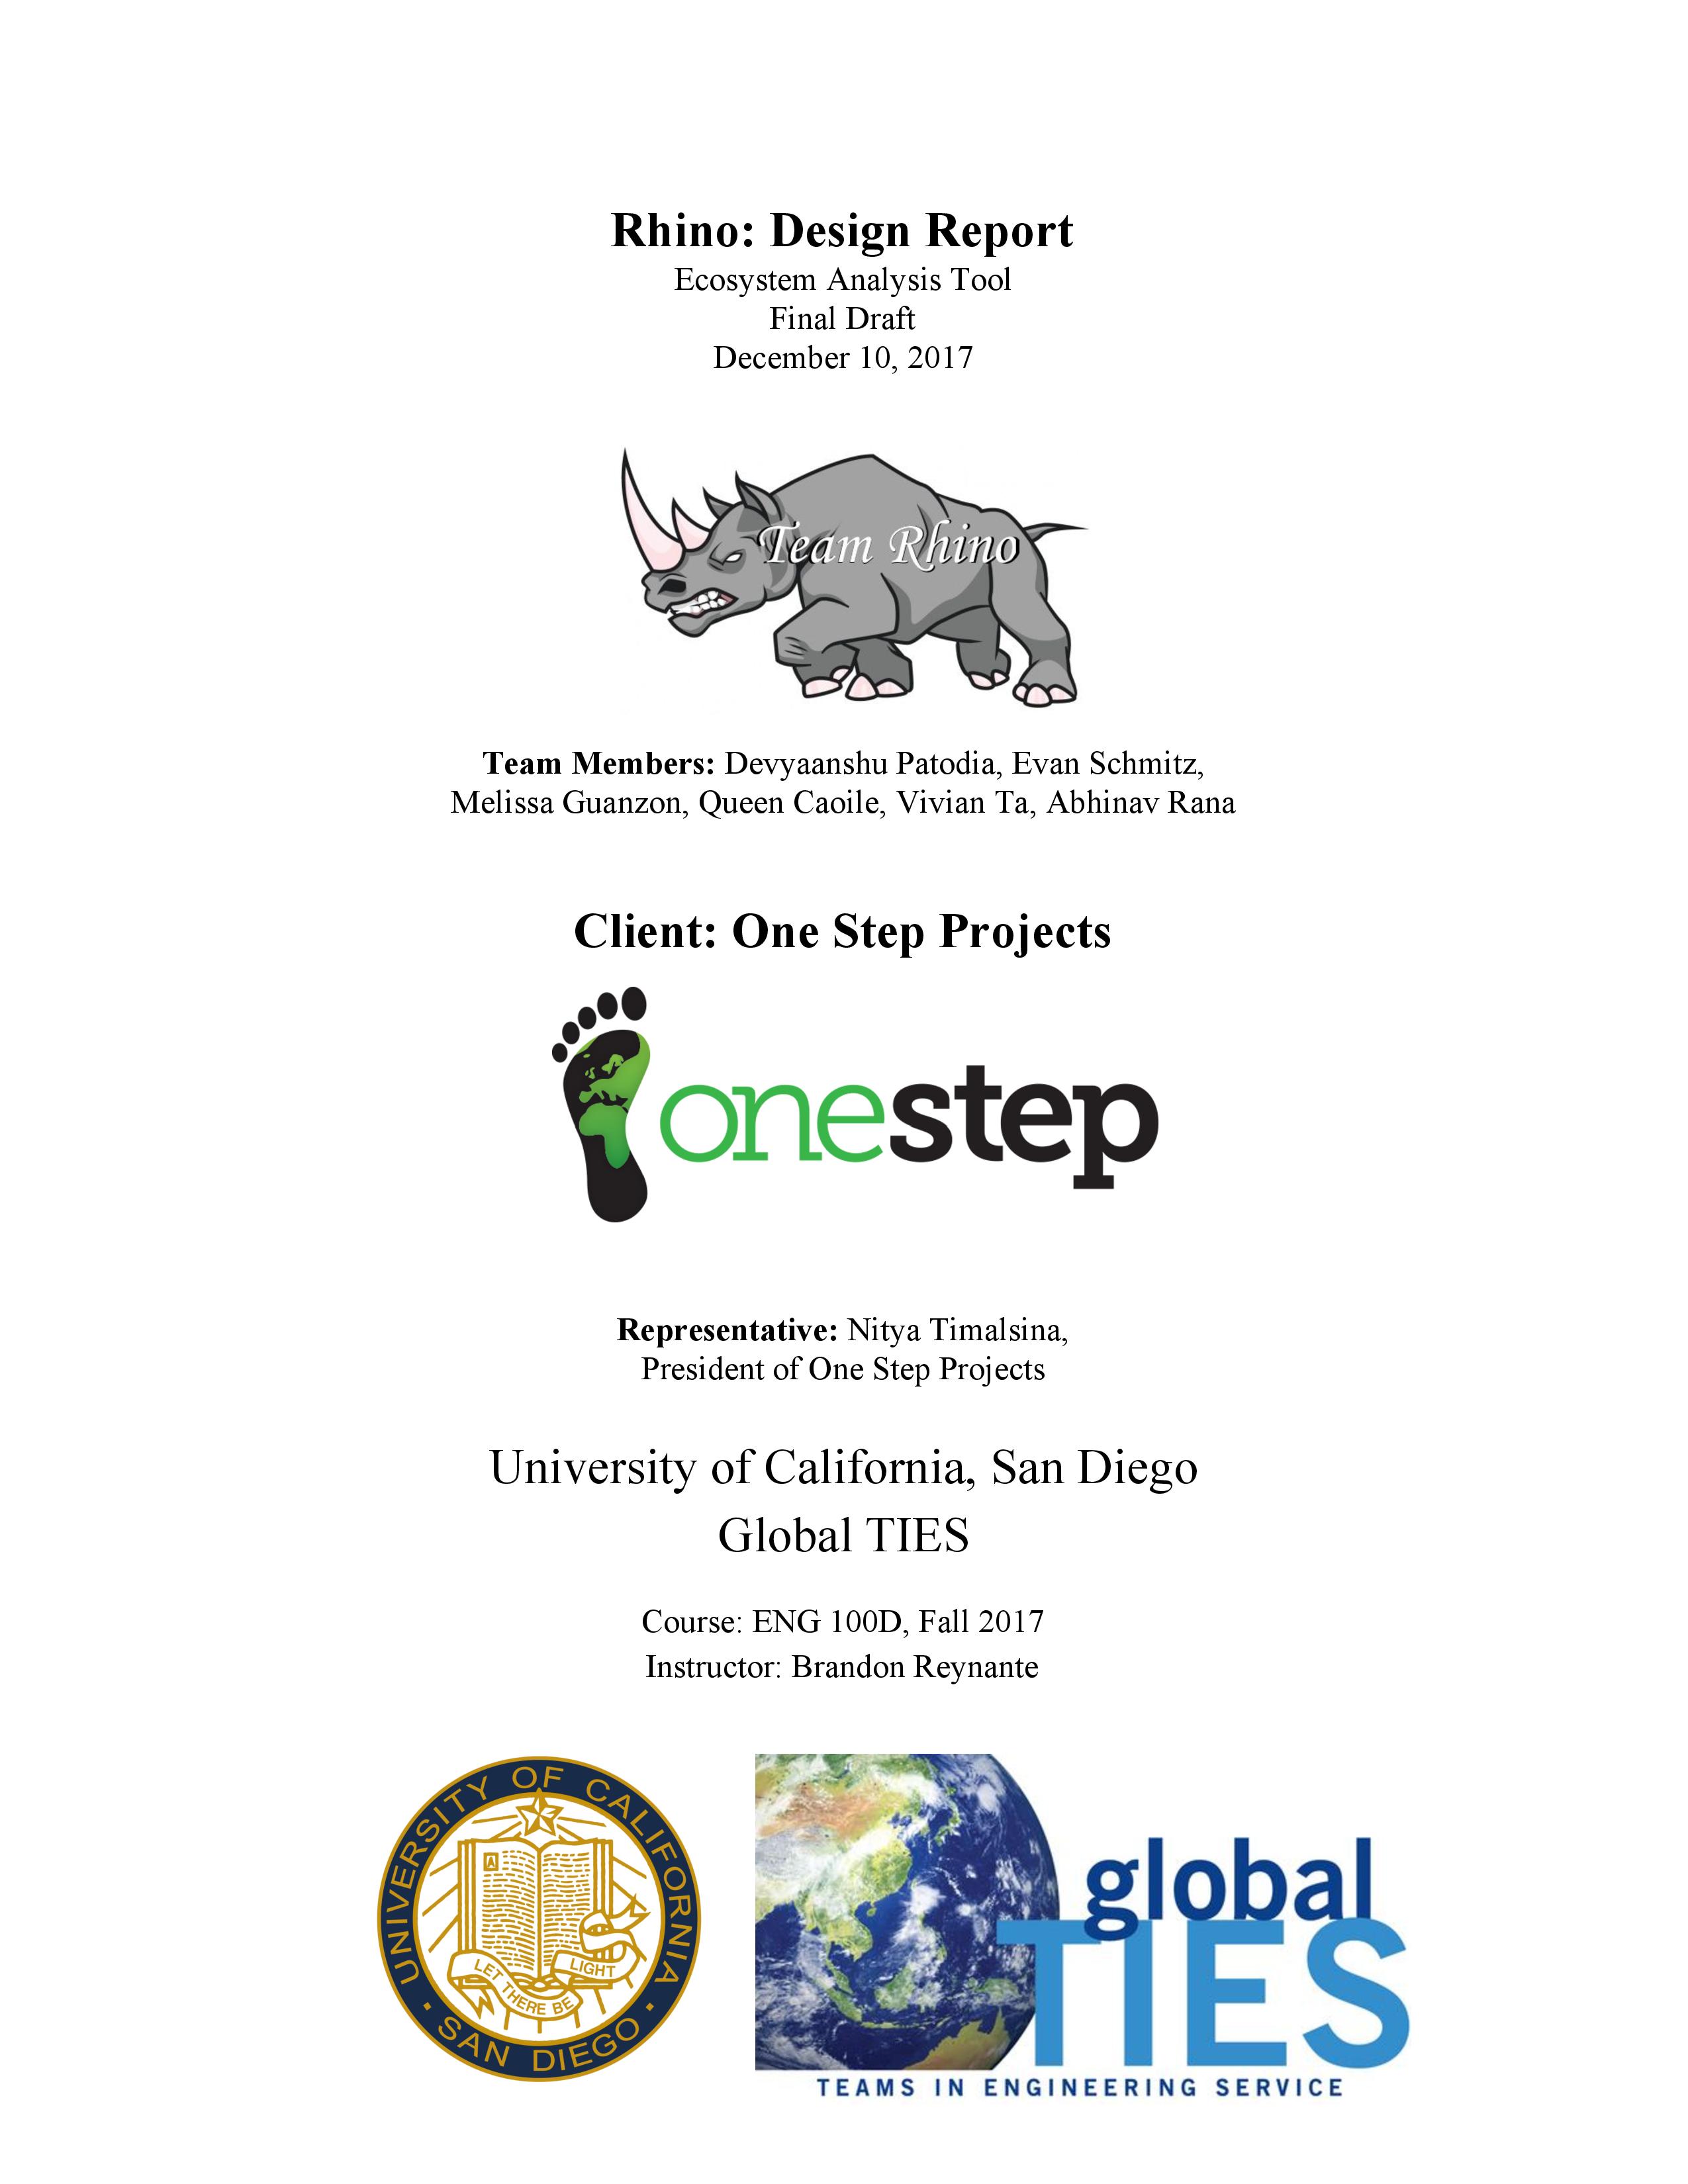 Rhino: Design Report
Ecosystem Analysis Tool
Final Draft
December 10, 2017
Team Rhino
Team Members: Devyaanshu Patodia, Evan Schmitz,
Melissa Guanzon, Queen Caoile, Vivian Ta, Abhinav Rana
Client: One Step Projects
onestep
Representative: Nitya Timalsina,
President of One Step Projects
University of California, San Diego
Global TIES
Course: ENG 100D, Fall 2017
Instructor: Brandon Reynante
UNIVERSITY OF CALIFORNIA
A
LET THERE BE LIGHT
• SAN DIEGO •
global
TIES
TEAMS IN ENGINEERING SERVICE